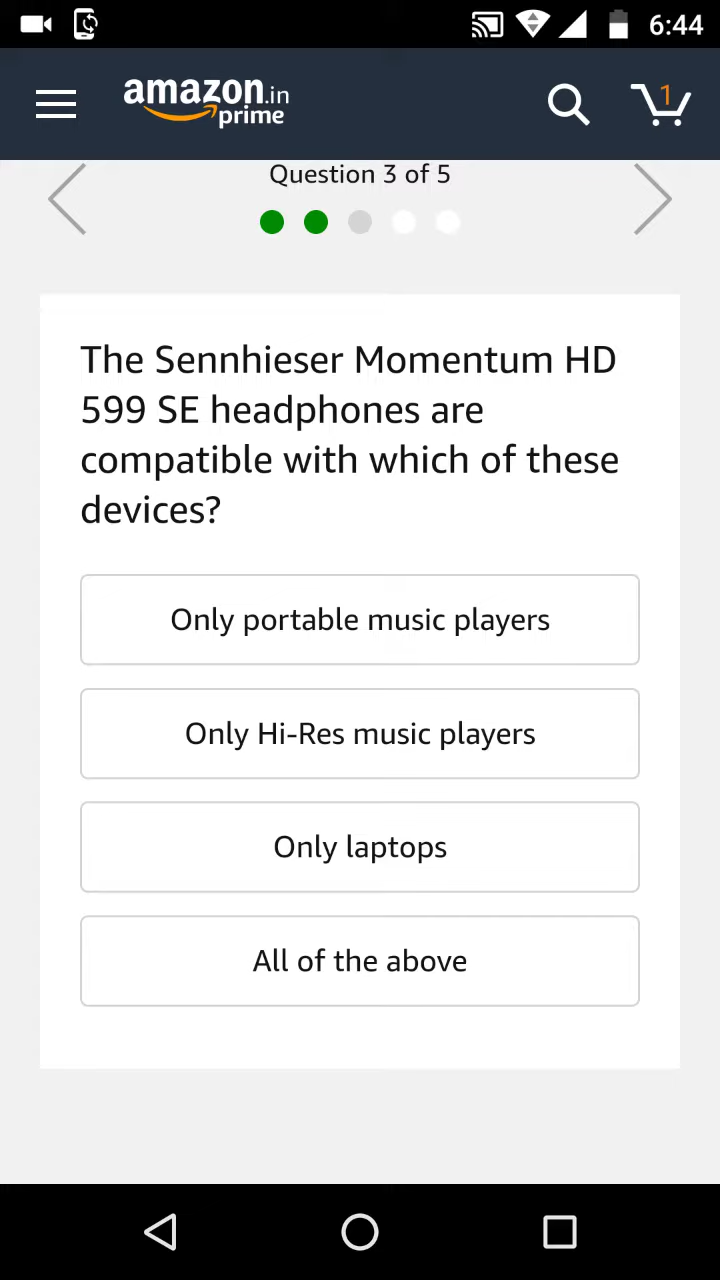 6:44
amazon.in
prime
1
Question 3 of 5
The Sennhieser Momentum HD
599 SE headphones are
compatible with which of these
devices?
Only portable music players
Only Hi-Res music players
Only laptops
All of the above